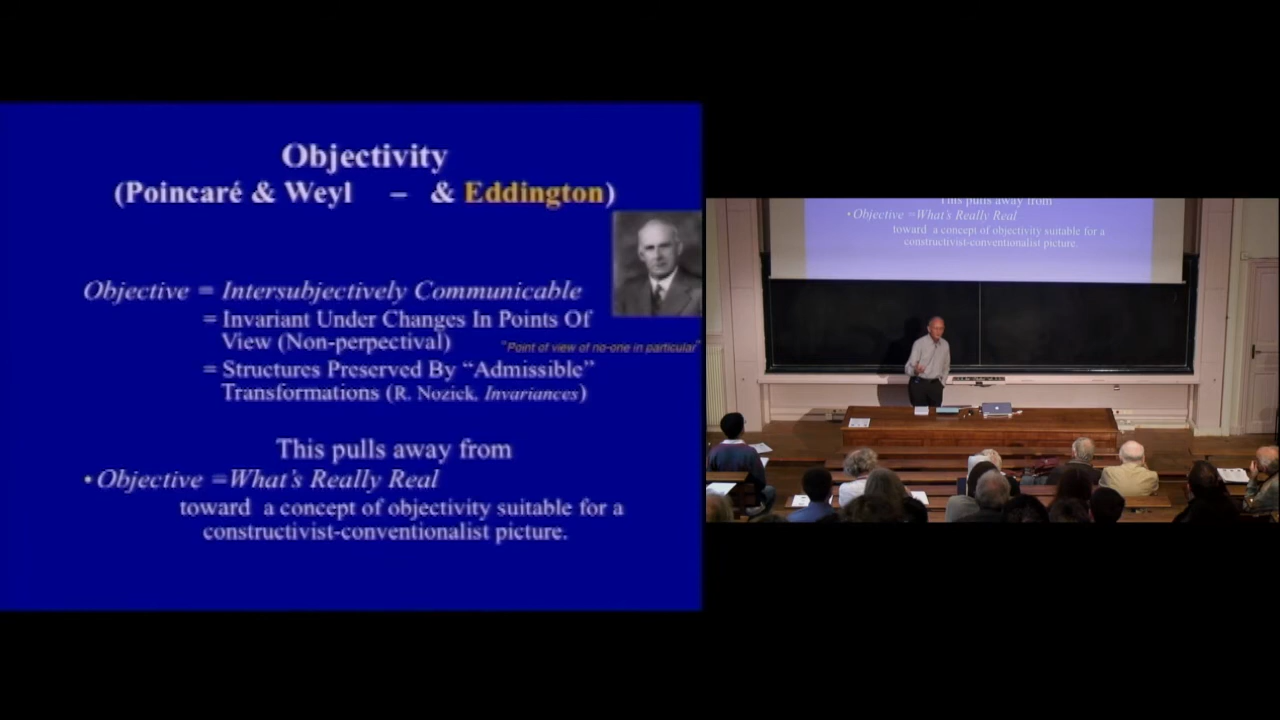 Objectivity
(Poincaré & Weyl – & Eddington)
Objective = Intersubjectively Communicable
= Invariant Under Changes In Points Of
View (Non-perpectival)
"Point of view of no-one in particular"
= Structures Preserved By “Admissible”
Transformations (R. Nozick, Invariances)
This pulls away from
• Objective =What’s Really Real
toward a concept of objectivity suitable for a
constructivist-conventionalist picture.
This pulls away from
• Objective =What's Really Real
toward a concept of objectivity suitable for a
constructivist-conventionalist picture.